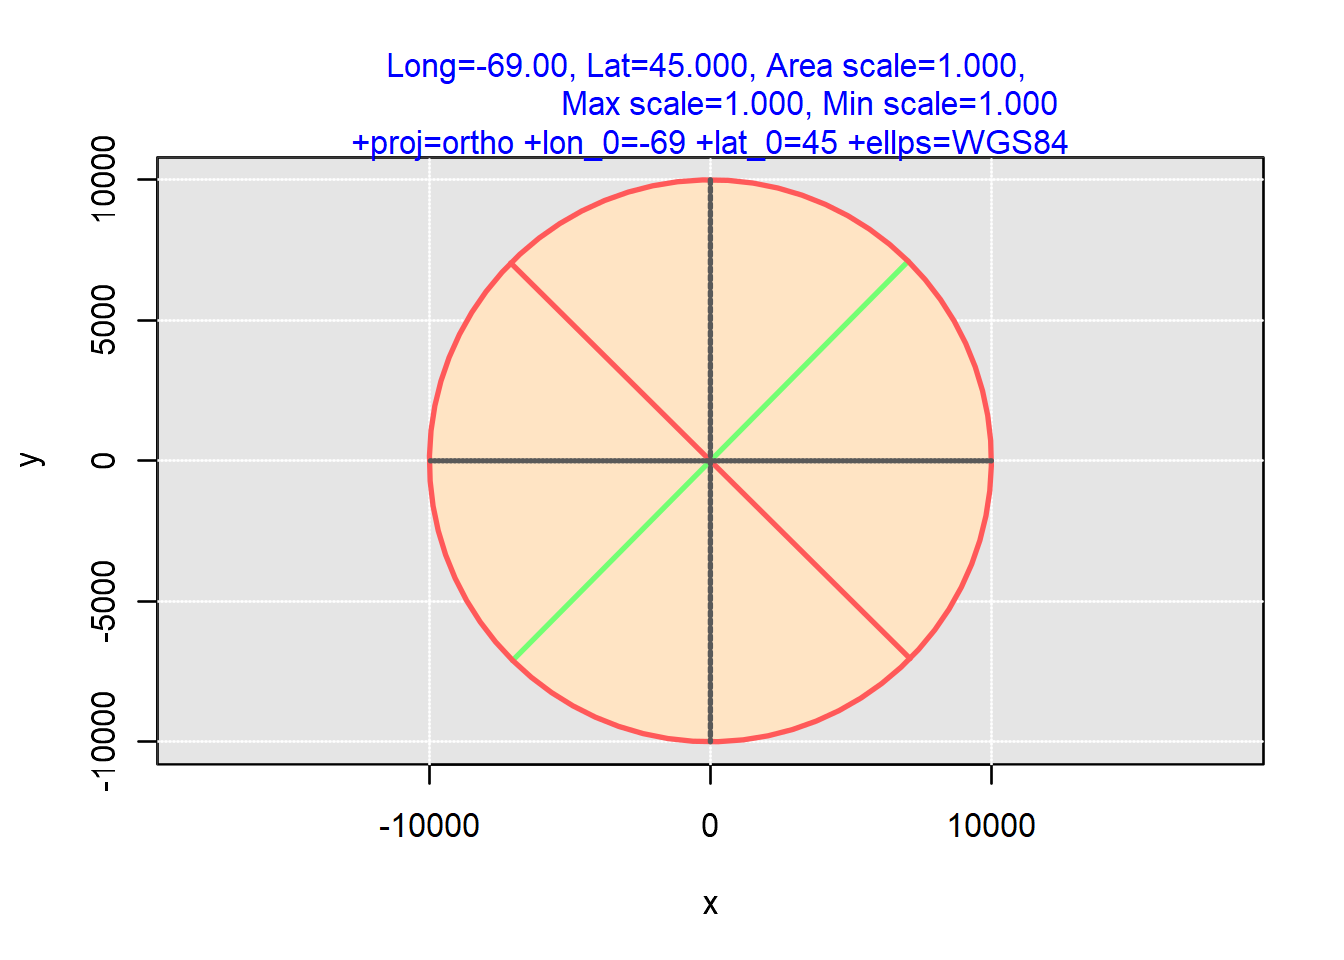 Long=-69.00, Lat=45.000, Area scale=1.000,
Max scale=1.000, Min scale=1.000
+proj=ortho +lon_0=-69 +lat_0=45 +ellps=WGS84
10000
5000
0
-5000
-10000
y
-10000 0 10000
x